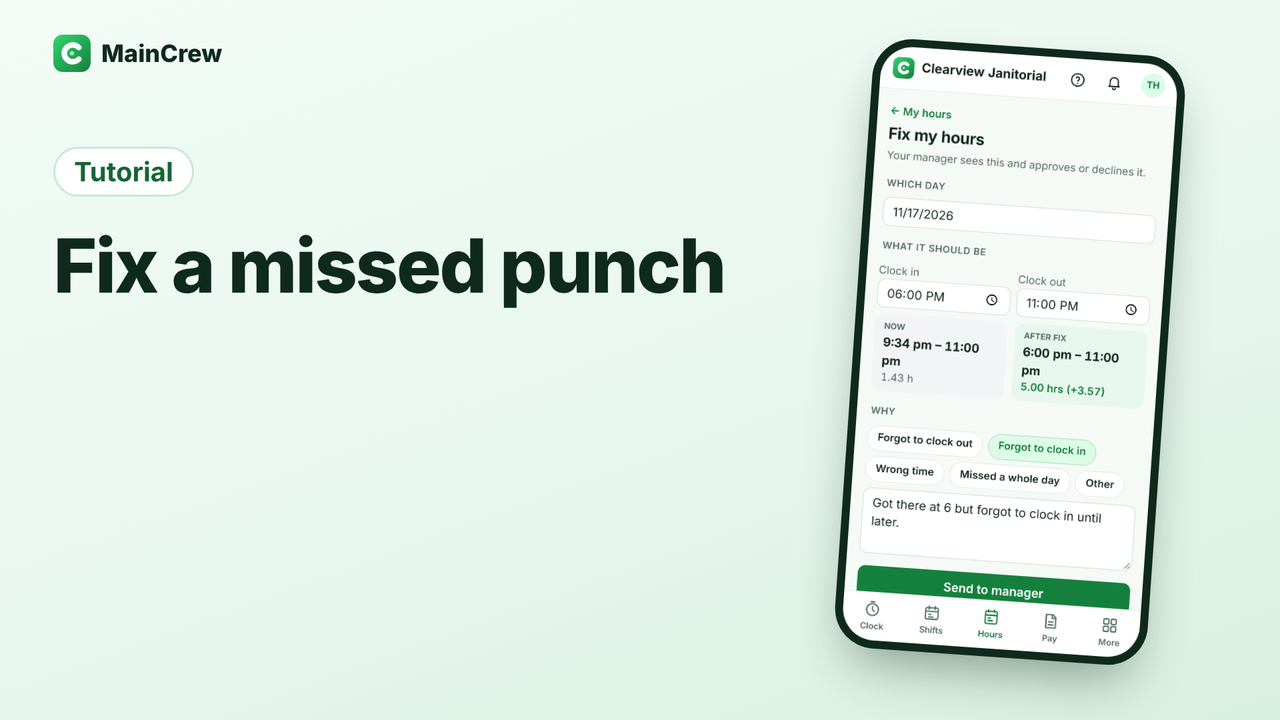 MainCrew
Tutorial
Fix a missed punch
Clearview Janitorial
TH
← My hours
Fix my hours
Your manager sees this and approves or declines it.
WHICH DAY
11/17/2026
WHAT IT SHOULD BE
Clock in
Clock out
06:00 PM
11:00 PM
NOW
9:34 pm – 11:00
pm
1.43 h
AFTER FIX
6:00 pm – 11:00
pm
5.00 hrs (+3.57)
WHY
Forgot to clock out
Forgot to clock in
Wrong time
Missed a whole day
Other
Got there at 6 but forgot to clock in until
later.
Send to manager
Clock
Shifts
Hours
Pay
More